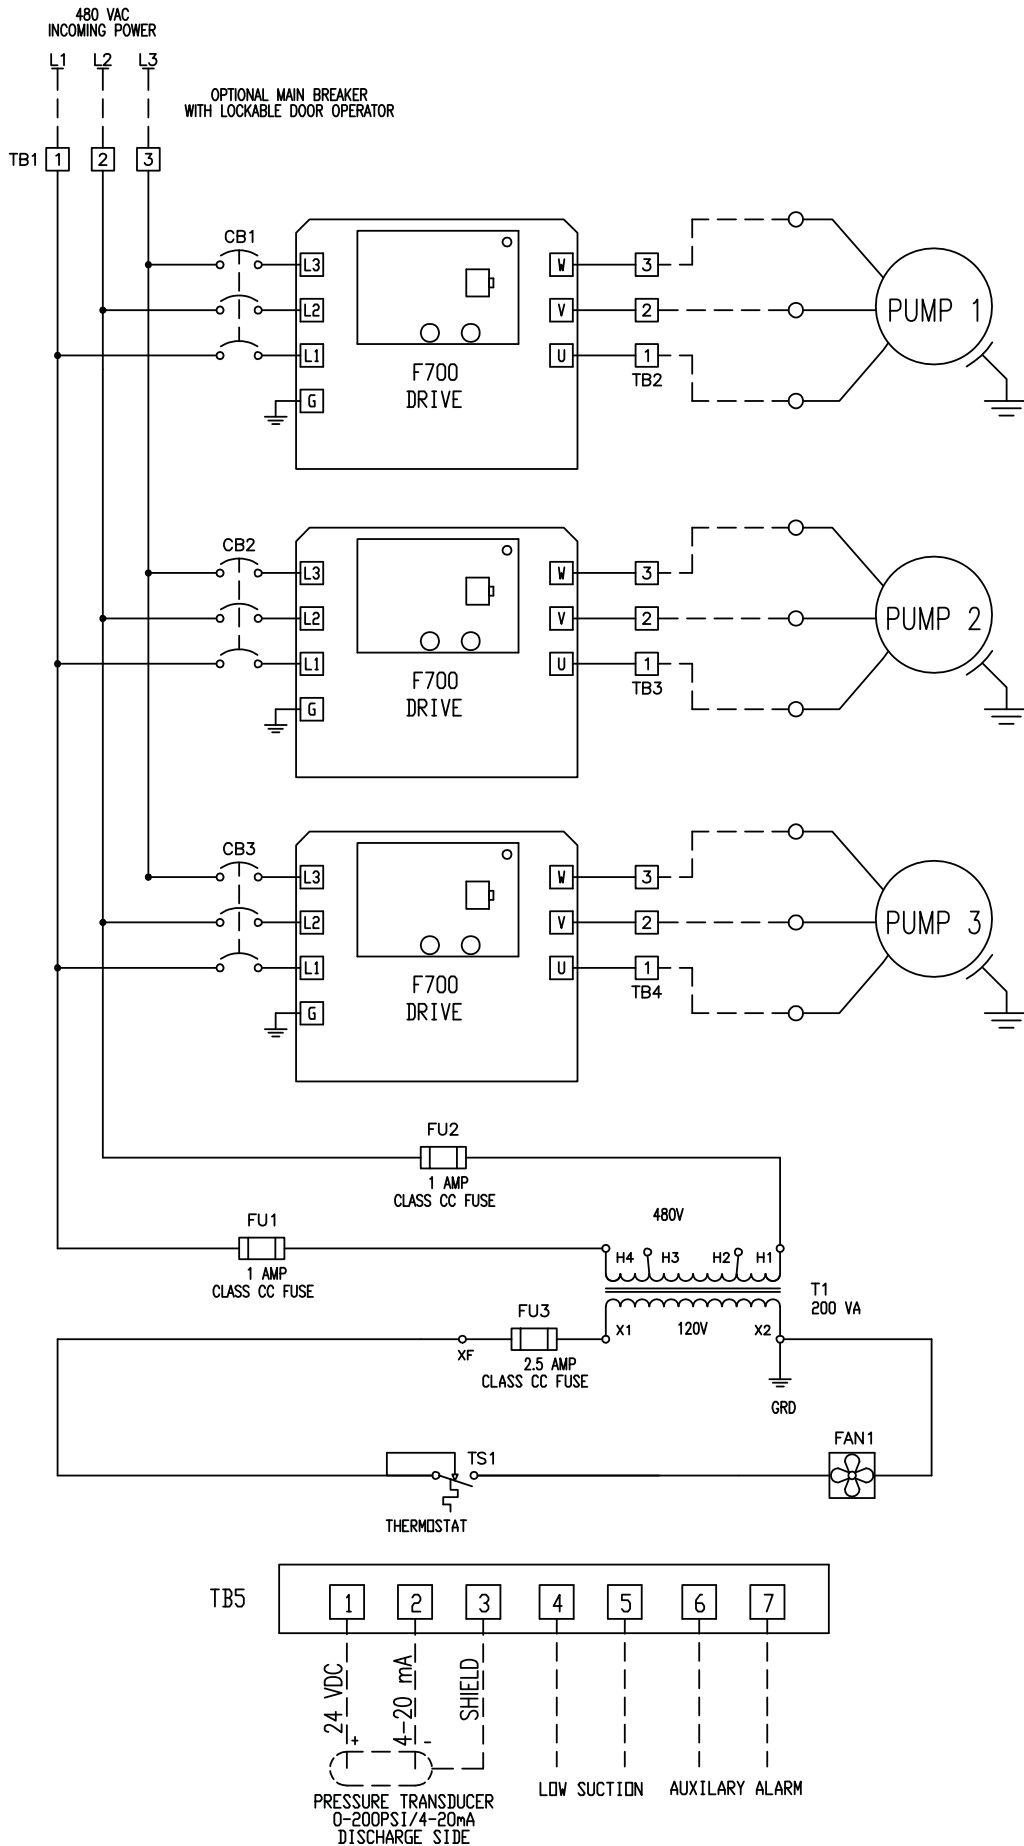 480 VAC
INCOMING POWER
L1 L2 L3
OPTIONAL MAIN BREAKER
WITH LOCKABLE DOOR OPERATOR
TB1 1 2 3
CB1
L3 W 3
L2 V 2 PUMP 1
L1 U 1
TB2
F700
DRIVE
G
CB2
L3 W 3
L2 V 2 PUMP 2
L1 U 1
TB3
F700
DRIVE
G
CB3
L3 W 3
L2 V 2 PUMP 3
L1 U 1
TB4
F700
DRIVE
G
FU2
1 AMP
CLASS CC FUSE
480V
FU1
H4 H3 H2 H1
1 AMP
CLASS CC FUSE
T1
200 VA
FU3
X1 120V X2
XF
2.5 AMP
CLASS CC FUSE
GRD
FAN1
TS1
THERMOSTAT
TB5 1 2 3 4 5 6 7
24 VDC
4-20 mA
SHIELD
+ -
LOW SUCTION AUXILARY ALARM
PRESSURE TRANSDUCER
0-200PSI/4-20mA
DISCHARGE SIDE